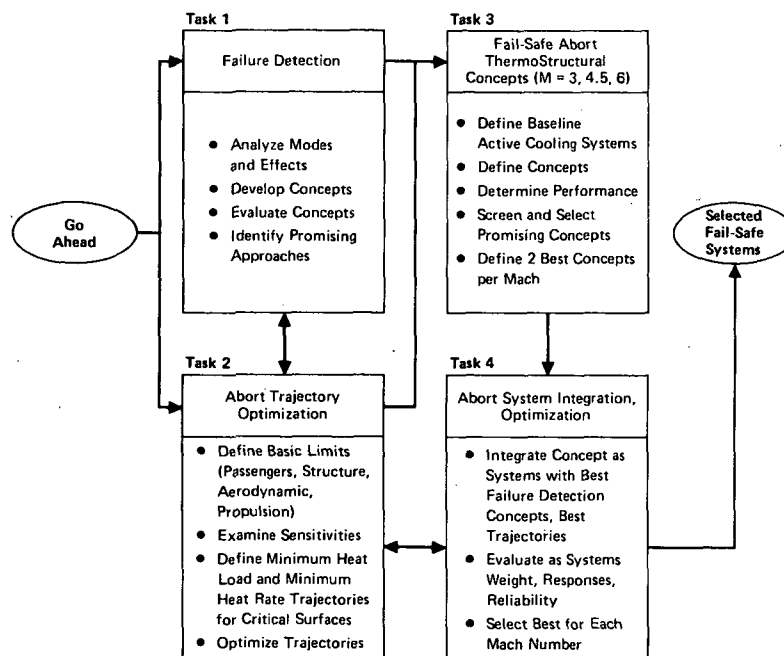 Task 1
Failure Detection
● Analyze Modes
and Effects
● Develop Concepts
● Evaluate Concepts
● Identify Promising
Approaches
Task 3
Fail-Safe Abort
ThermoStructural
Concepts (M = 3, 4.5, 6)
● Define Baseline
Active Cooling Systems
● Define Concepts
● Determine Performance
● Screen and Select
Promising Concepts
● Define 2 Best Concepts
per Mach
Go
Ahead
Selected
Fail-Safe
Systems
Task 2
Abort Trajectory
Optimization
● Define Basic Limits
(Passengers, Structure,
Aerodynamic,
Propulsion)
● Examine Sensitivities
● Define Minimum Heat
Load and Minimum
Heat Rate Trajectories
for Critical Surfaces
● Optimize Trajectories
Task 4
Abort System Integration,
Optimization
● Integrate Concept as
Systems with Best
Failure Detection
Concepts, Best
Trajectories
● Evaluate as Systems
Weight, Responses,
Reliability
● Select Best for Each
Mach Number